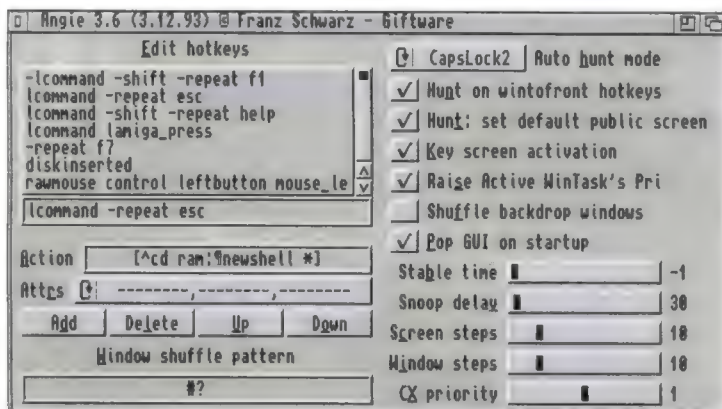 Angie 3.6 (3.12.93) © Franz Schwarz - Giftware
Edit hotkeys
-lcommand -shift -repeat f1
lcommand -repeat esc
lcommand -shift -repeat help
lcommand lamiga_press
-repeat f7
diskinserted
rawmouse control leftbutton mouse_le
lcommand -repeat esc
Action [^cd ram:¶newshell *]
Attrs --------,--------,--------
Add Delete Up Down
Window shuffle pattern
#?
CapsLock2 Auto hunt mode
Hunt on wintofront hotkeys
Hunt: set default public screen
Key screen activation
Raise Active WinTask's Pri
Shuffle backdrop windows
Pop GUI on startup
Stable time -1
Snoop delay 30
Screen steps 10
Window steps 10
CX priority 1